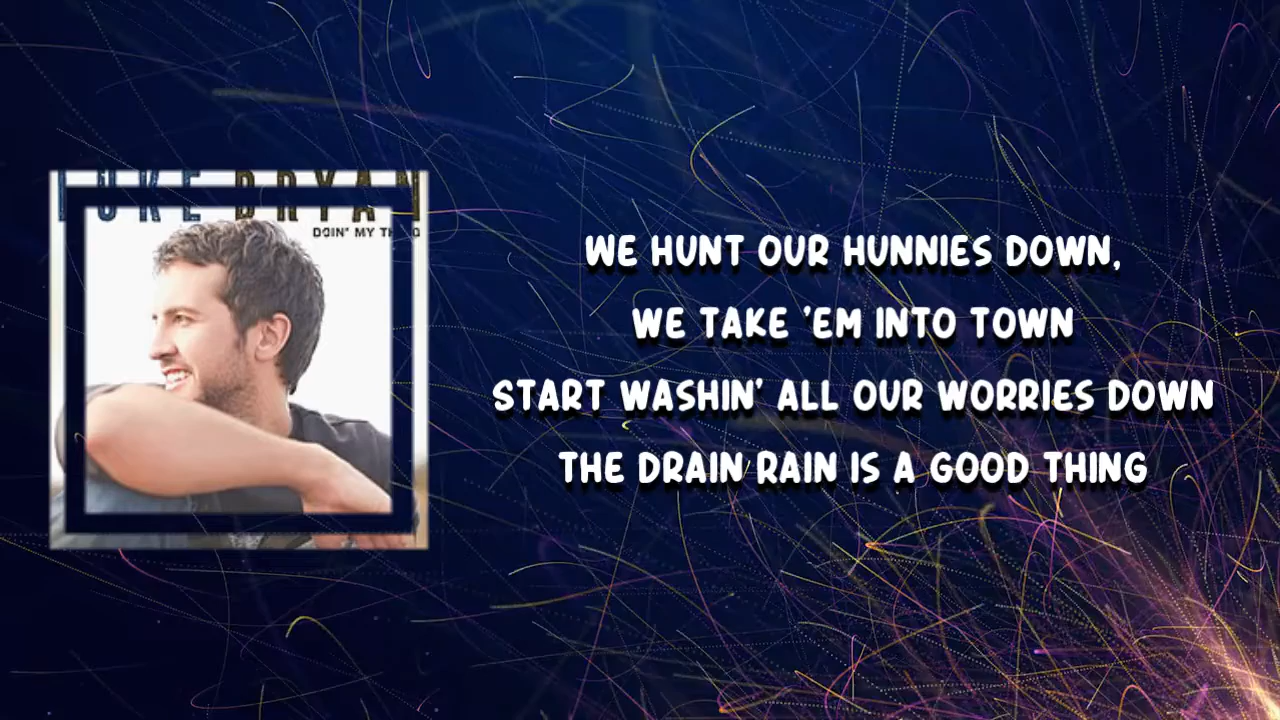 LUKE BRYAN
DOIN' MY THING
WE HUNT OUR HUNNIES DOWN,
WE TAKE 'EM INTO TOWN
START WASHIN' ALL OUR WORRIES DOWN
THE DRAIN RAIN IS A GOOD THING